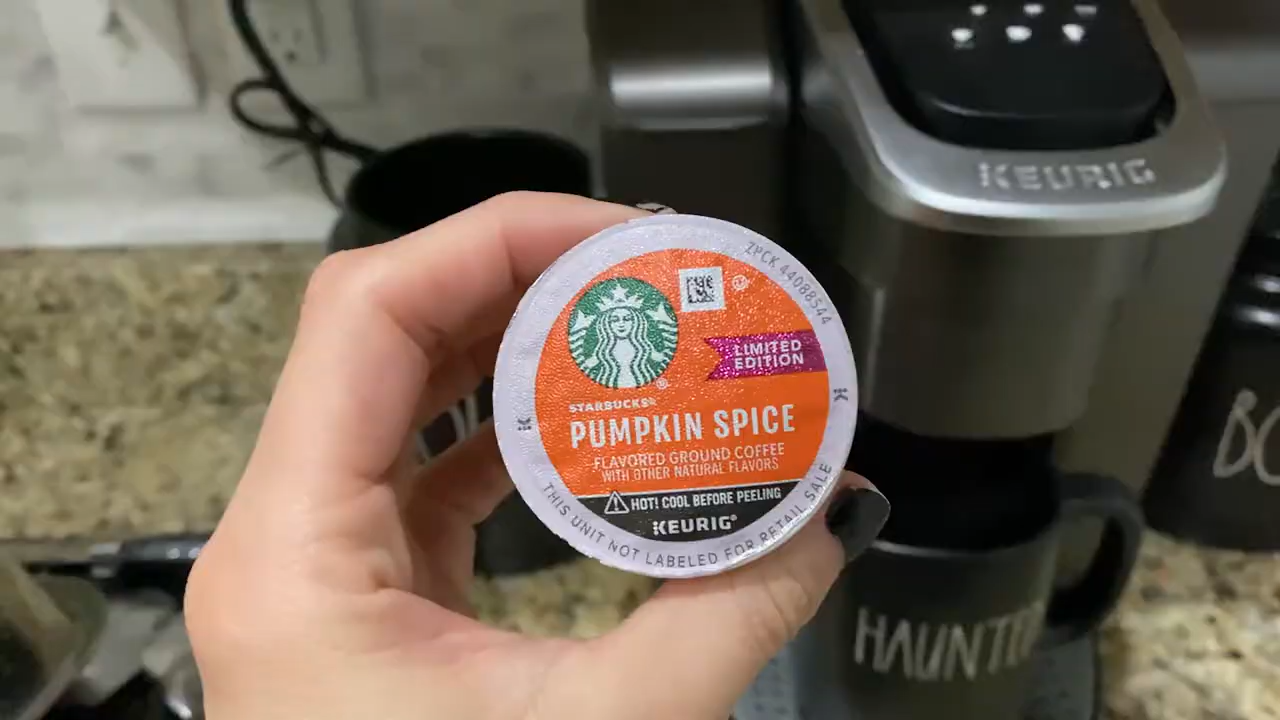 KEURIG
ZPCK 44088544
LIMITED
EDITION
STARBUCKS®
PUMPKIN SPICE
FLAVORED GROUND COFFEE
WITH OTHER NATURAL FLAVORS
HOT! COOL BEFORE PEELING
KEURIG®
THIS UNIT NOT LABELED FOR RETAIL SALE
K
K